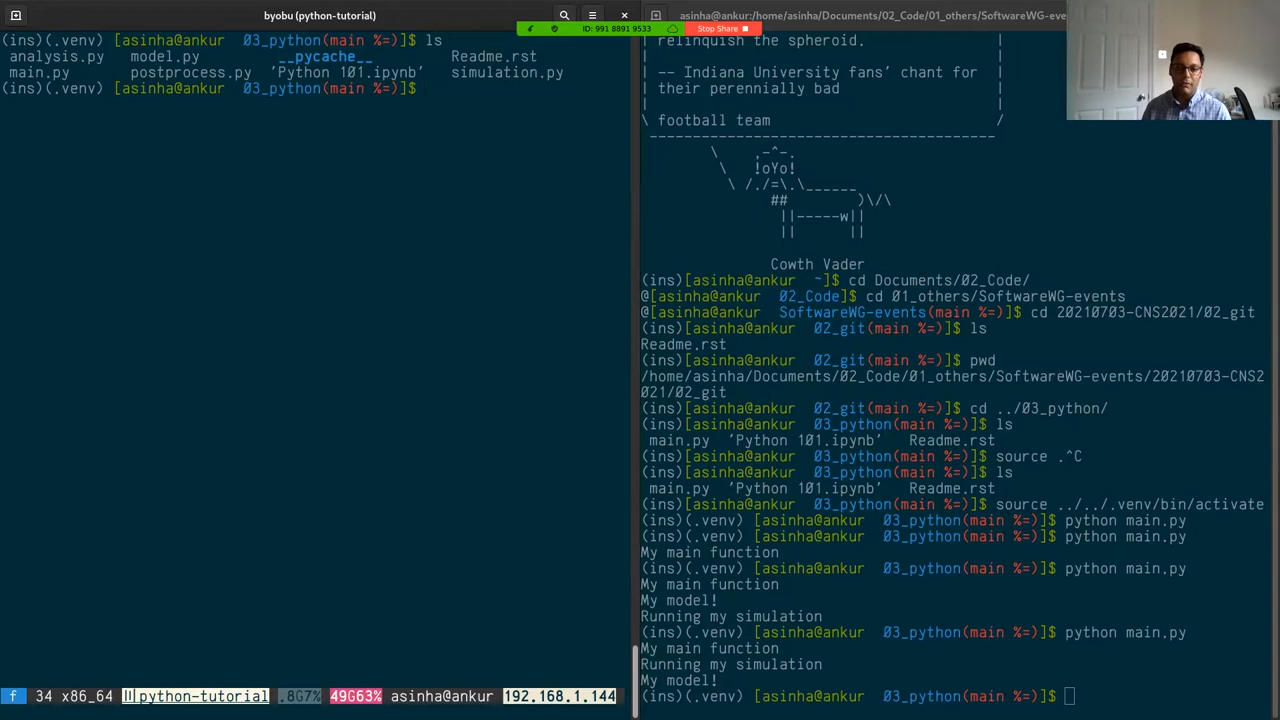 byobu (python-tutorial)
asinha@ankur:/home/asinha/Documents/02_Code/01_others/SoftwareWG-eve
ID: 991 8891 9533
Stop Share
(ins)(.venv) [asinha@ankur  03_python(main %=)]$ ls
analysis.py   model.py        __pycache__          Readme.rst
main.py    postprocess.py  'Python 101.ipynb'   simulation.py
(ins)(.venv) [asinha@ankur  03_python(main %=)]$
f  34 x86_64  |||python-tutorial  .8G7%  49G63%  asinha@ankur  192.168.1.144
| relinquish the spheroid.
|
| -- Indiana University fans' chant for
| their perennially bad
|
\ football team                          /
-----------------------------------------
\     ,-^-.
\    !oYo!
\  /./=\.\______
##        )\/\
||-----w||
||      ||
Cowth Vader
(ins)[asinha@ankur  ~]$ cd Documents/02_Code/
@[asinha@ankur  02_Code]$ cd 01_others/SoftwareWG-events
@[asinha@ankur  SoftwareWG-events(main %=)]$ cd 20210703-CNS2021/02_git
(ins)[asinha@ankur  02_git(main %=)]$ ls
Readme.rst
(ins)[asinha@ankur  02_git(main %=)]$ pwd
/home/asinha/Documents/02_Code/01_others/SoftwareWG-events/20210703-CNS2
021/02_git
(ins)[asinha@ankur  02_git(main %=)]$ cd ../03_python/
(ins)[asinha@ankur  03_python(main %=)]$ ls
main.py  'Python 101.ipynb'   Readme.rst
(ins)[asinha@ankur  03_python(main %=)]$ source .^C
(ins)[asinha@ankur  03_python(main %=)]$ ls
main.py  'Python 101.ipynb'   Readme.rst
(ins)[asinha@ankur  03_python(main %=)]$ source ../../.venv/bin/activate
(ins)(.venv) [asinha@ankur  03_python(main %=)]$ python main.py
(ins)(.venv) [asinha@ankur  03_python(main %=)]$ python main.py
My main function
(ins)(.venv) [asinha@ankur  03_python(main %=)]$ python main.py
My main function
My model!
Running my simulation
(ins)(.venv) [asinha@ankur  03_python(main %=)]$ python main.py
My main function
Running my simulation
My model!
(ins)(.venv) [asinha@ankur  03_python(main %=)]$